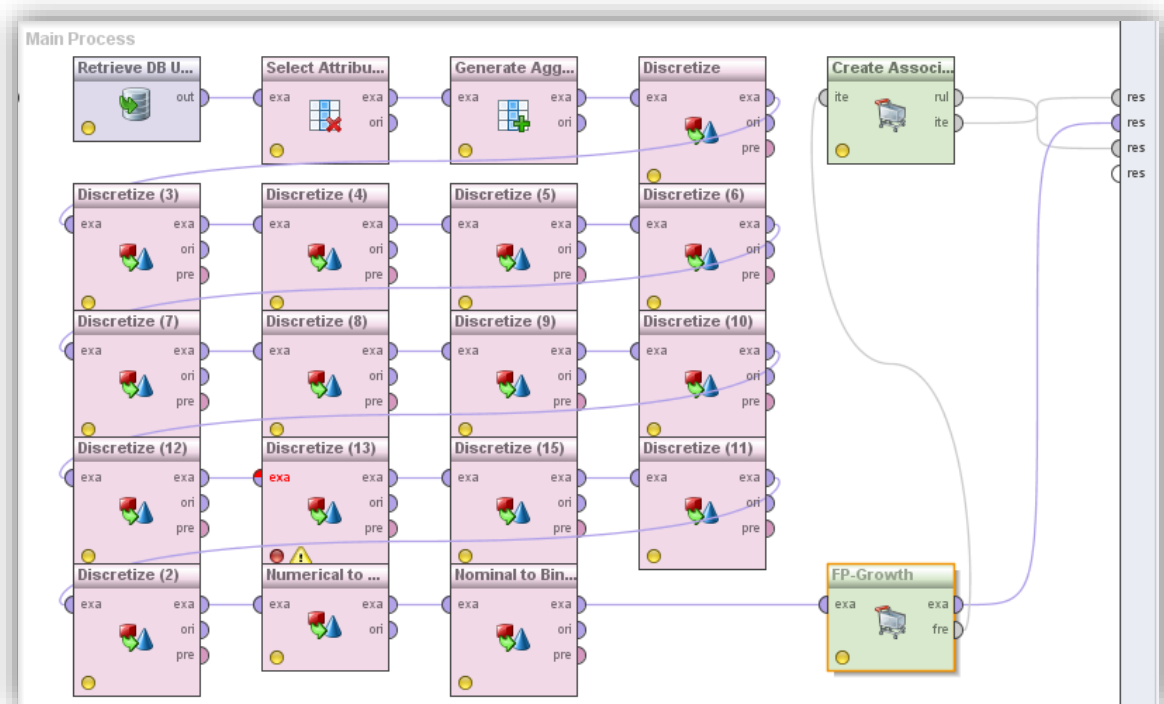 Main Process
Retrieve DB U... Select Attribu... Generate Agg... Discretize Create Associ...
out exa exa exa exa exa exa ite rul res
ori ori ori ite res
pre res
res
Discretize (3) Discretize (4) Discretize (5) Discretize (6)
exa exa exa exa exa exa exa exa
ori ori ori ori
pre pre pre pre
Discretize (7) Discretize (8) Discretize (9) Discretize (10)
exa exa exa exa exa exa exa exa
ori ori ori ori
pre pre pre pre
Discretize (12) Discretize (13) Discretize (15) Discretize (11)
exa exa exa exa exa exa exa exa
ori ori ori ori
pre pre pre pre
Discretize (2) Numerical to ... Nominal to Bin... FP-Growth
exa exa exa exa exa exa exa exa
ori ori ori fre
pre pre